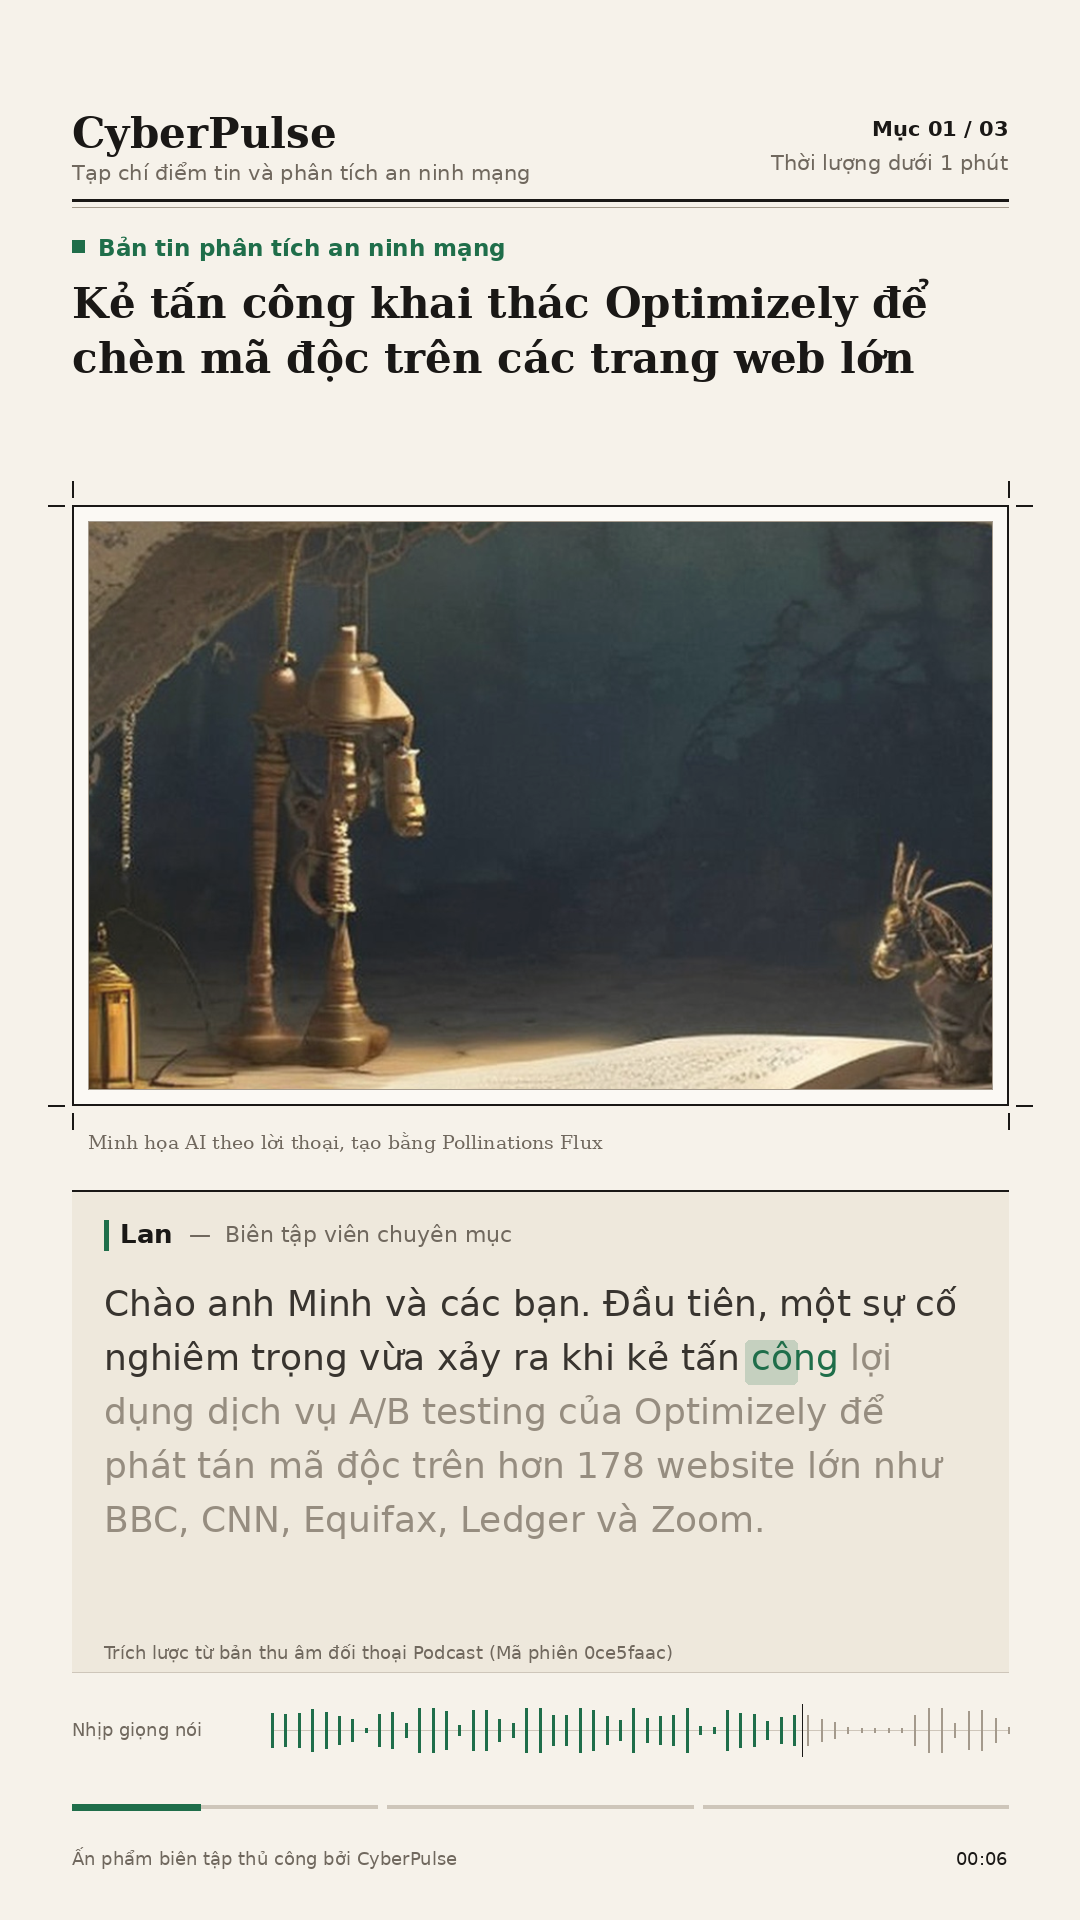 CyberPulse
Tạp chí điểm tin và phân tích an ninh mạng
Mục 01 / 03
Thời lượng dưới 1 phút
Bản tin phân tích an ninh mạng
Kẻ tấn công khai thác Optimizely để
chèn mã độc trên các trang web lớn
Minh họa AI theo lời thoại, tạo bằng Pollinations Flux
Lan — Biên tập viên chuyên mục
Chào anh Minh và các bạn. Đầu tiên, một sự cố
nghiêm trọng vừa xảy ra khi kẻ tấn công lợi
dụng dịch vụ A/B testing của Optimizely để
phát tán mã độc trên hơn 178 website lớn như
BBC, CNN, Equifax, Ledger và Zoom.
Trích lược từ bản thu âm đối thoại Podcast (Mã phiên 0ce5faac)
Nhịp giọng nói
Ấn phẩm biên tập thủ công bởi CyberPulse
00:06